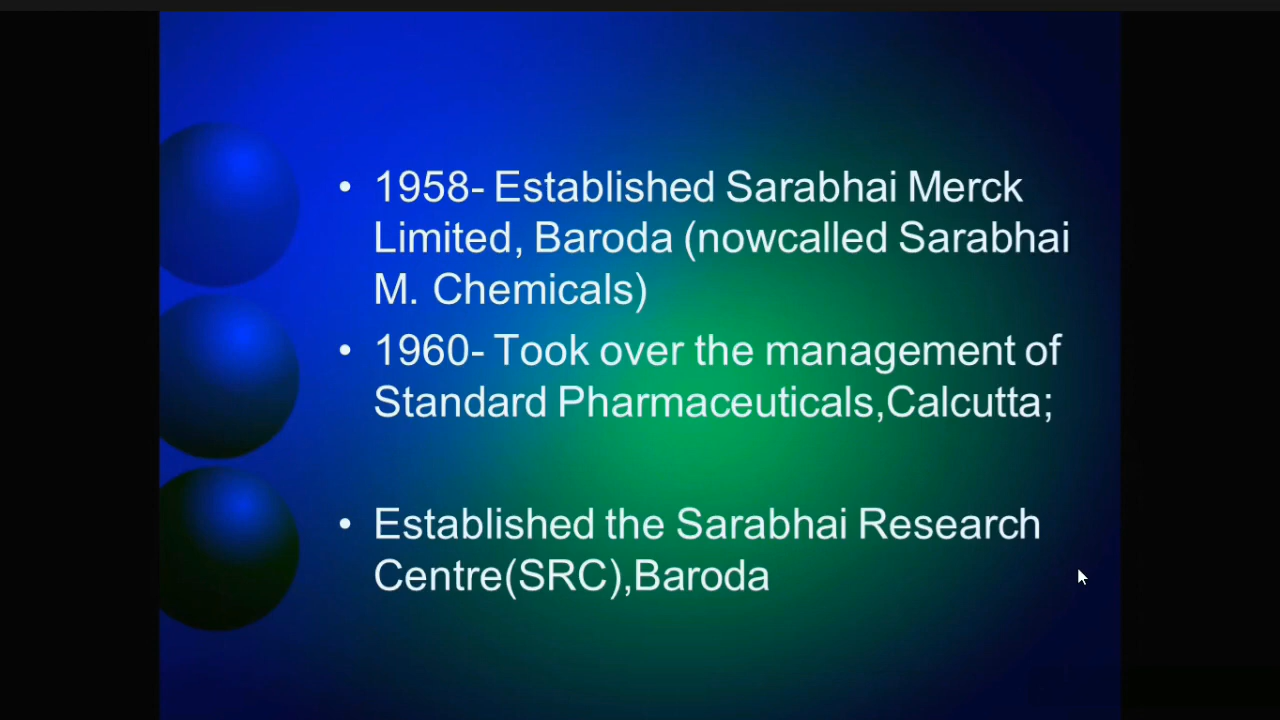 • 1958- Established Sarabhai Merck
Limited, Baroda (nowcalled Sarabhai
M. Chemicals)
• 1960- Took over the management of
Standard Pharmaceuticals,Calcutta;
• Established the Sarabhai Research
Centre(SRC),Baroda